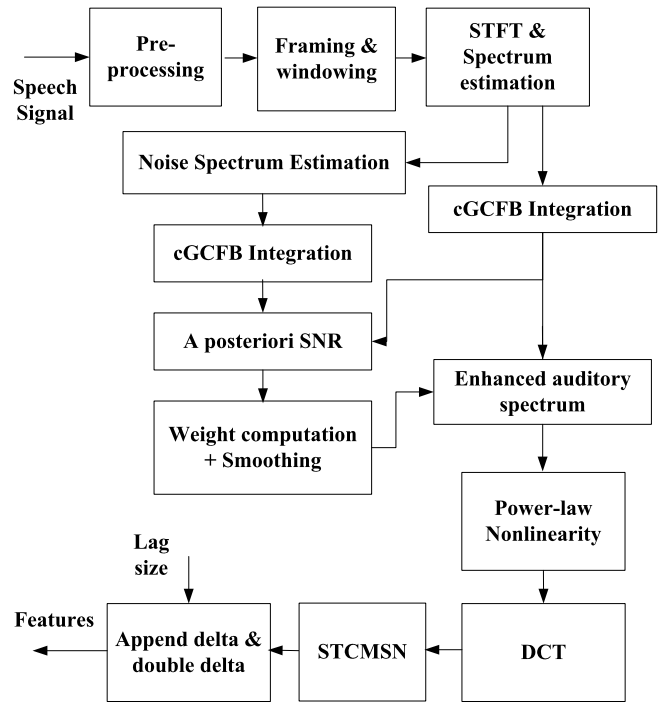 Speech
Signal
Pre-
processing
Framing &
windowing
STFT &
Spectrum
estimation
Noise Spectrum Estimation
cGCFB Integration
cGCFB Integration
A posteriori SNR
Enhanced auditory
spectrum
Weight computation
+ Smoothing
Power-law
Nonlinearity
Lag
size
Features
Append delta &
double delta
STCMSN
DCT